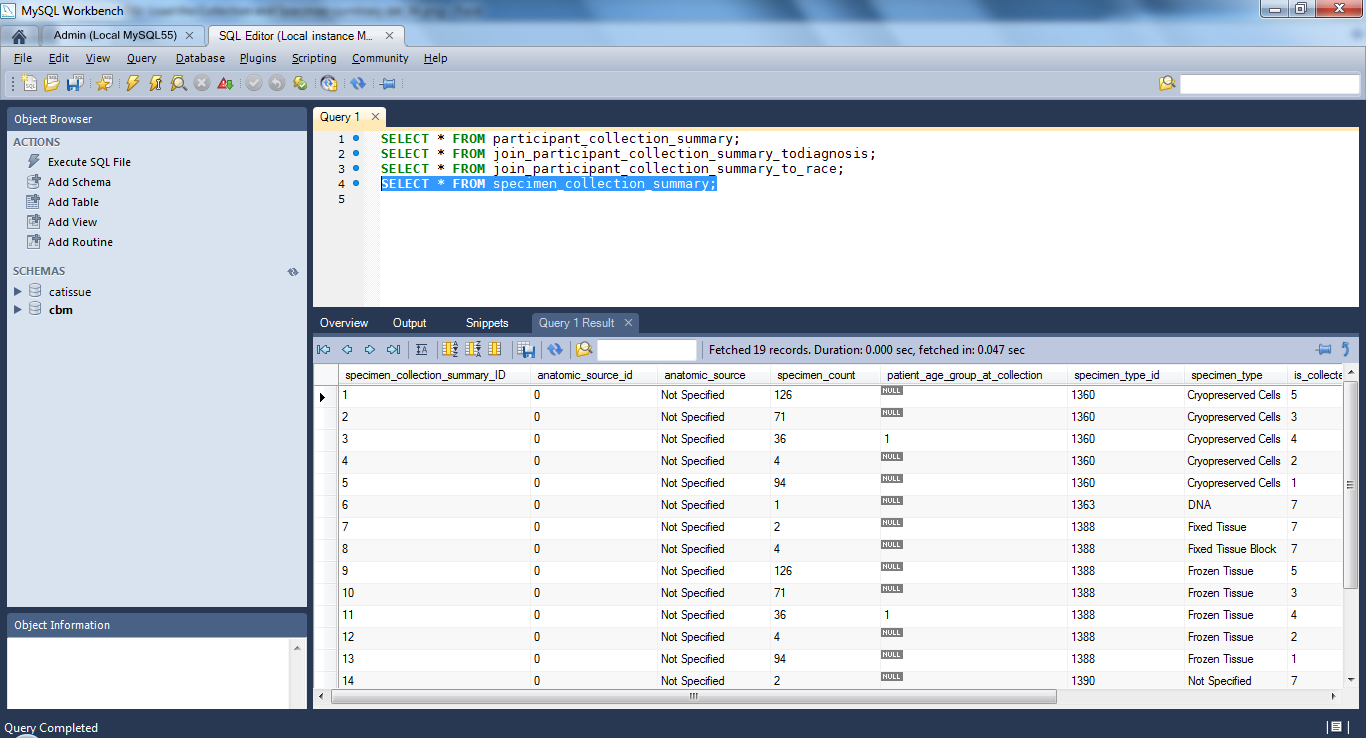 MySQL Workbench
Admin (Local MySQL55) SQL Editor (Local instance M...
File Edit View Query Database Plugins Scripting Community Help
Object Browser
ACTIONS
Execute SQL File
Add Schema
Add Table
Add View
Add Routine
SCHEMAS
catissue
cbm
Object Information
Query 1
1 SELECT * FROM participant_collection_summary;
2 SELECT * FROM join_participant_collection_summary_todiagnosis;
3 SELECT * FROM join_participant_collection_summary_to_race;
4 SELECT * FROM specimen_collection_summary;
5
Overview Output Snippets Query 1 Result
Fetched 19 records. Duration: 0.000 sec, fetched in: 0.047 sec
specimen_collection_summary_ID anatomic_source_id anatomic_source specimen_count patient_age_group_at_collection specimen_type_id specimen_type is_collecte
1 0 Not Specified 126 NULL 1360 Cryopreserved Cells 5
2 0 Not Specified 71 NULL 1360 Cryopreserved Cells 3
3 0 Not Specified 36 1 1360 Cryopreserved Cells 4
4 0 Not Specified 4 NULL 1360 Cryopreserved Cells 2
5 0 Not Specified 94 NULL 1360 Cryopreserved Cells 1
6 0 Not Specified 1 NULL 1363 DNA 7
7 0 Not Specified 2 NULL 1388 Fixed Tissue 7
8 0 Not Specified 4 NULL 1388 Fixed Tissue Block 7
9 0 Not Specified 126 NULL 1388 Frozen Tissue 5
10 0 Not Specified 71 NULL 1388 Frozen Tissue 3
11 0 Not Specified 36 1 1388 Frozen Tissue 4
12 0 Not Specified 4 NULL 1388 Frozen Tissue 2
13 0 Not Specified 94 NULL 1388 Frozen Tissue 1
14 0 Not Specified 2 NULL 1390 Not Specified 7
Query Completed